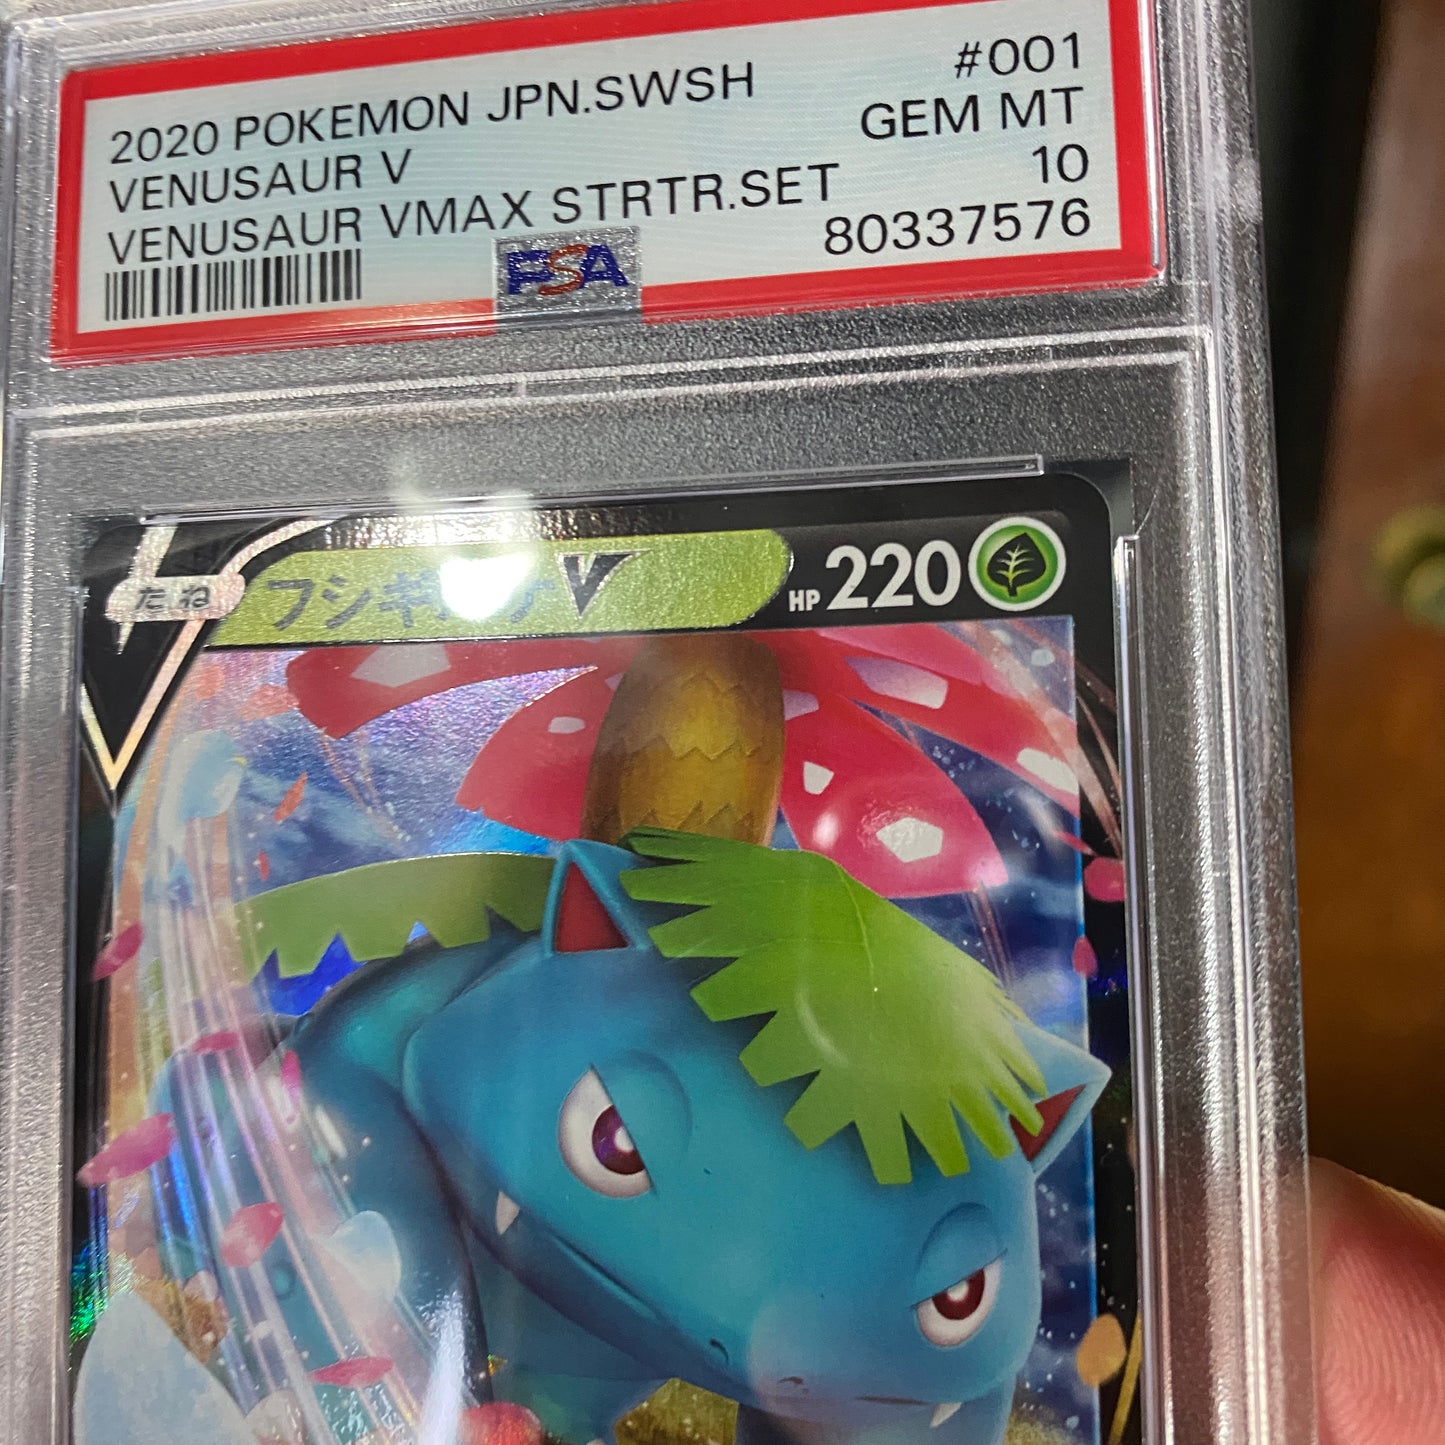 2020 POKEMON JPN.SWSH #001
VENUSAUR V GEM MT
VENUSAUR VMAX STRTR.SET 10
80337576
PSA
たね
V HP 220